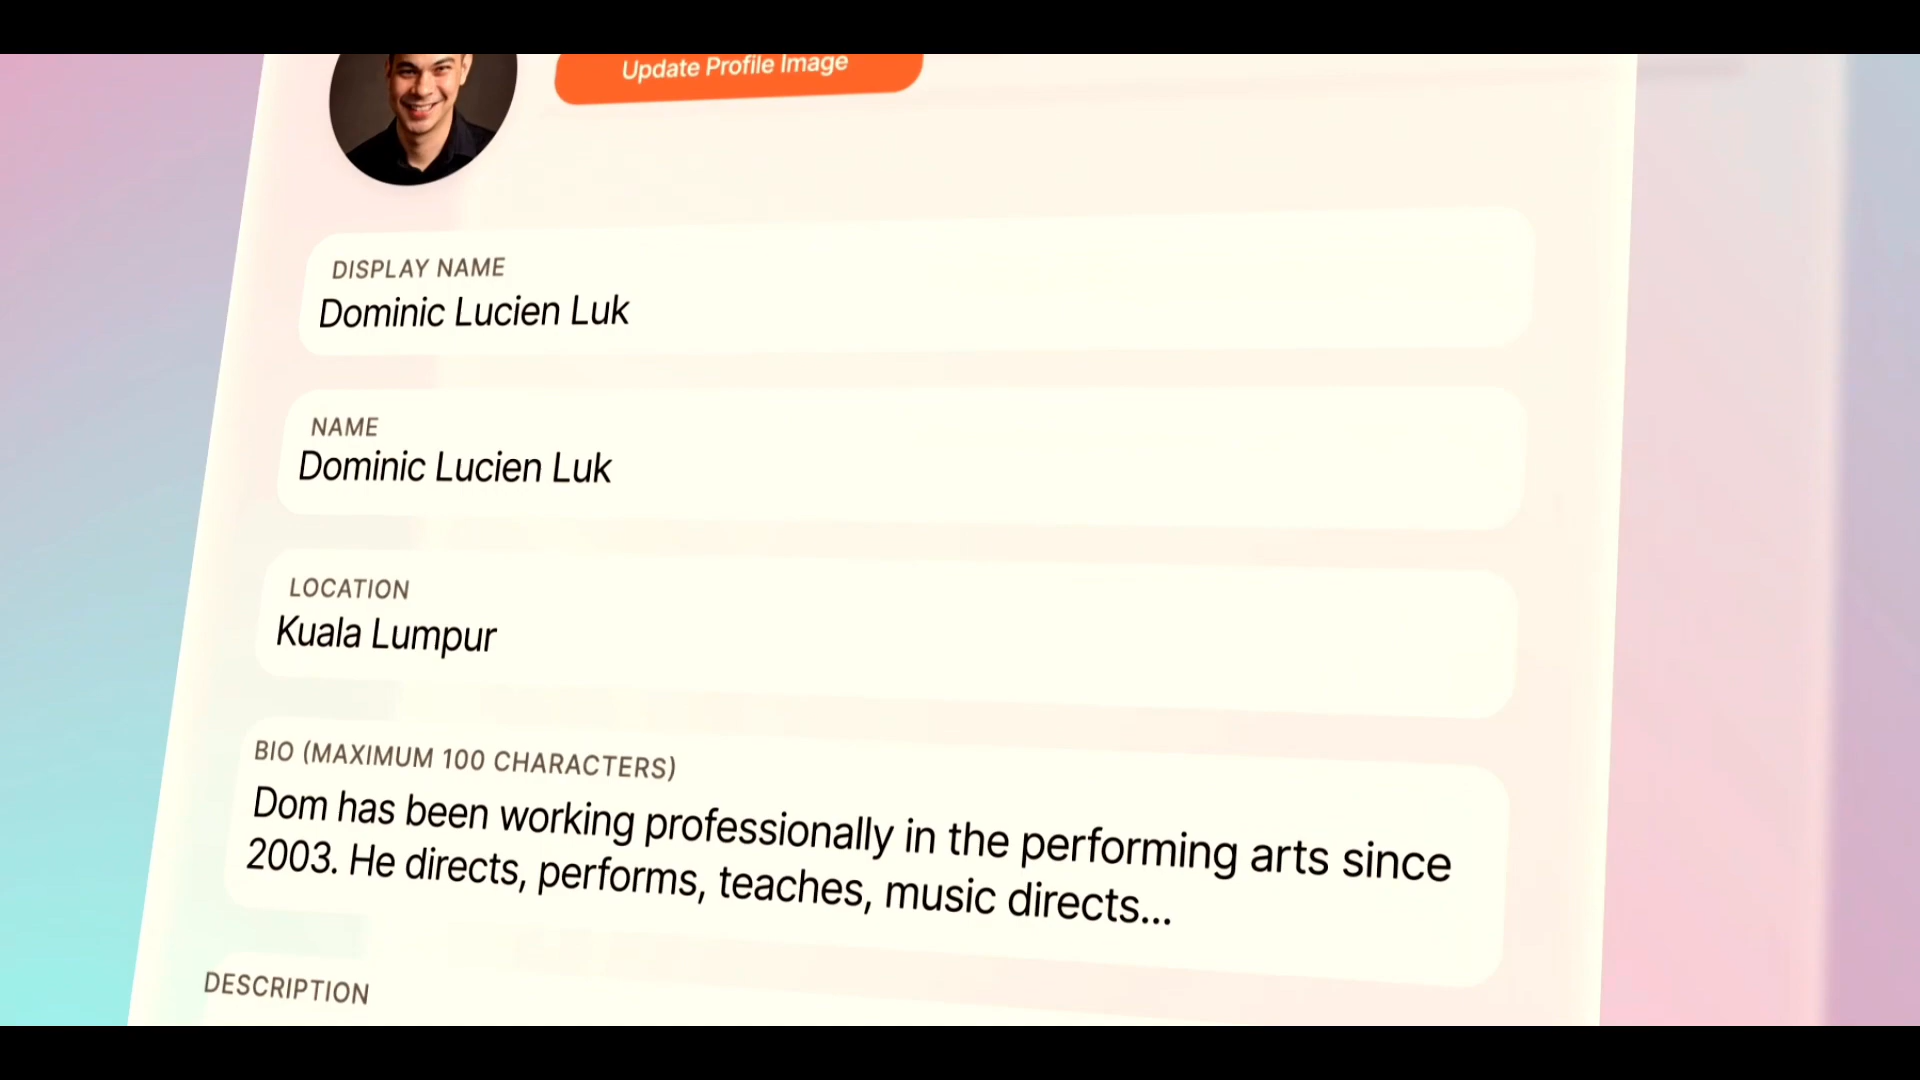 Update Profile Image
DISPLAY NAME
Dominic Lucien Luk
NAME
Dominic Lucien Luk
LOCATION
Kuala Lumpur
BIO (MAXIMUM 100 CHARACTERS)
Dom has been working professionally in the performing arts since
2003. He directs, performs, teaches, music directs...
DESCRIPTION